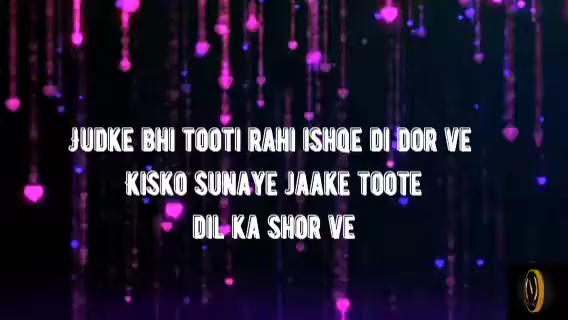 JUDKE BHI TOOTI RAHI ISHQE DI DOR VE
KISKO SUNAYE JAAKE TOOTE
DIL KA SHOR VE